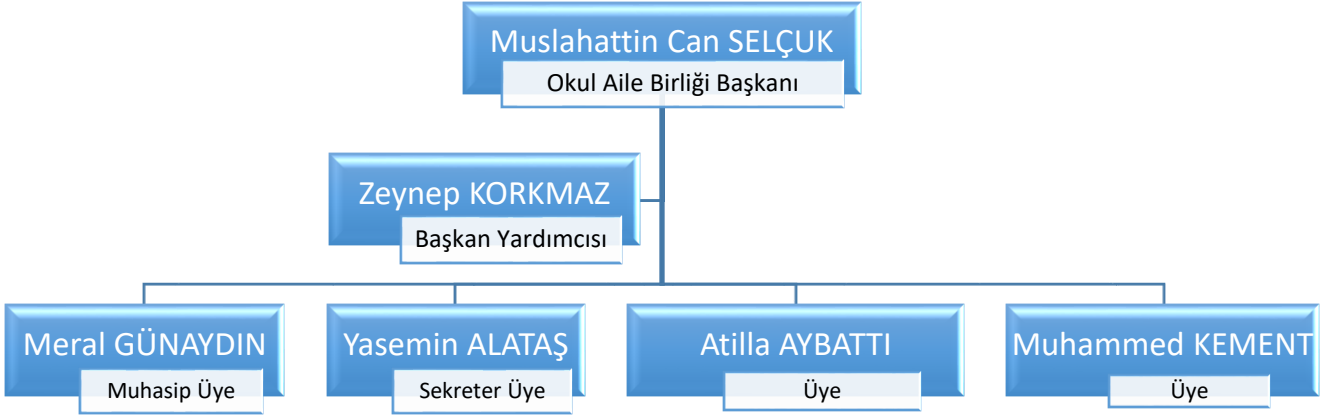 Muslahattin Can SELÇUK
Okul Aile Birliği Başkanı
Zeynep KORKMAZ
Başkan Yardımcısı
Meral GÜNAYDIN
Muhasip Üye
Yasemin ALATAŞ
Sekreter Üye
Atilla AYBATTI
Üye
Muhammed KEMENT
Üye